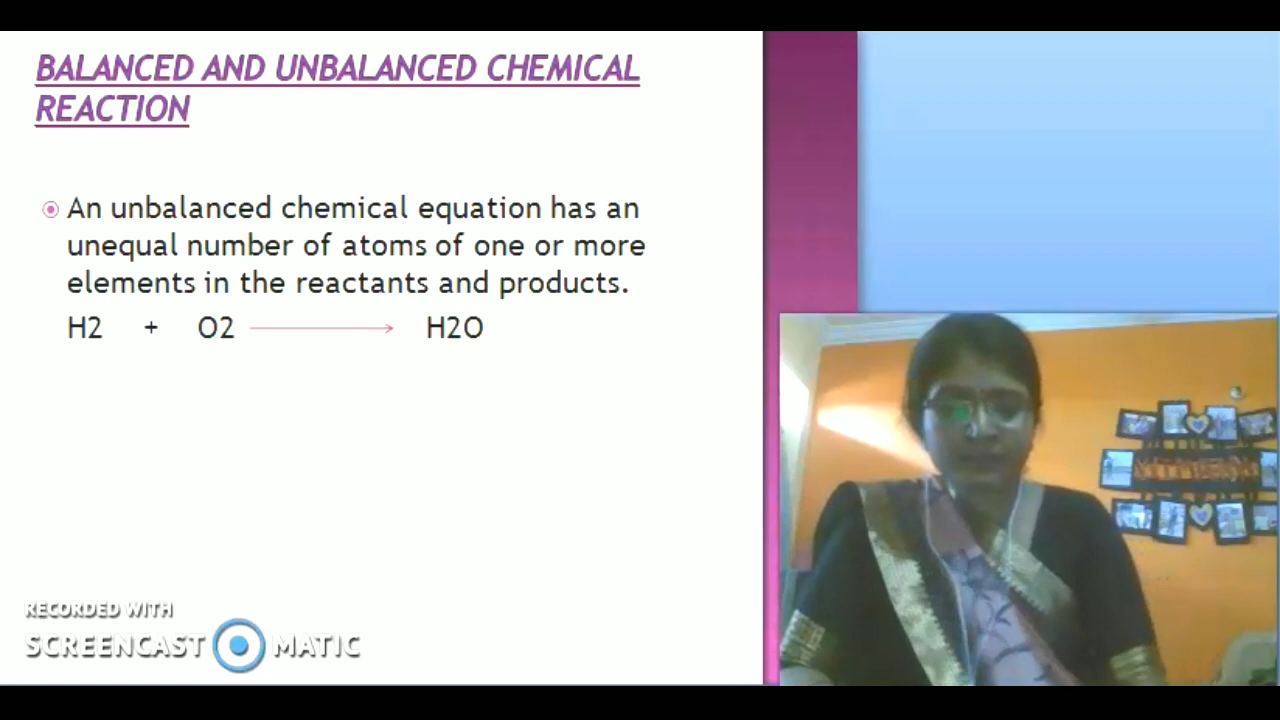 BALANCED AND UNBALANCED CHEMICAL
REACTION
An unbalanced chemical equation has an
unequal number of atoms of one or more
elements in the reactants and products.
H2 + O2 → H2O
RECORDED WITH
SCREENCAST MATIC